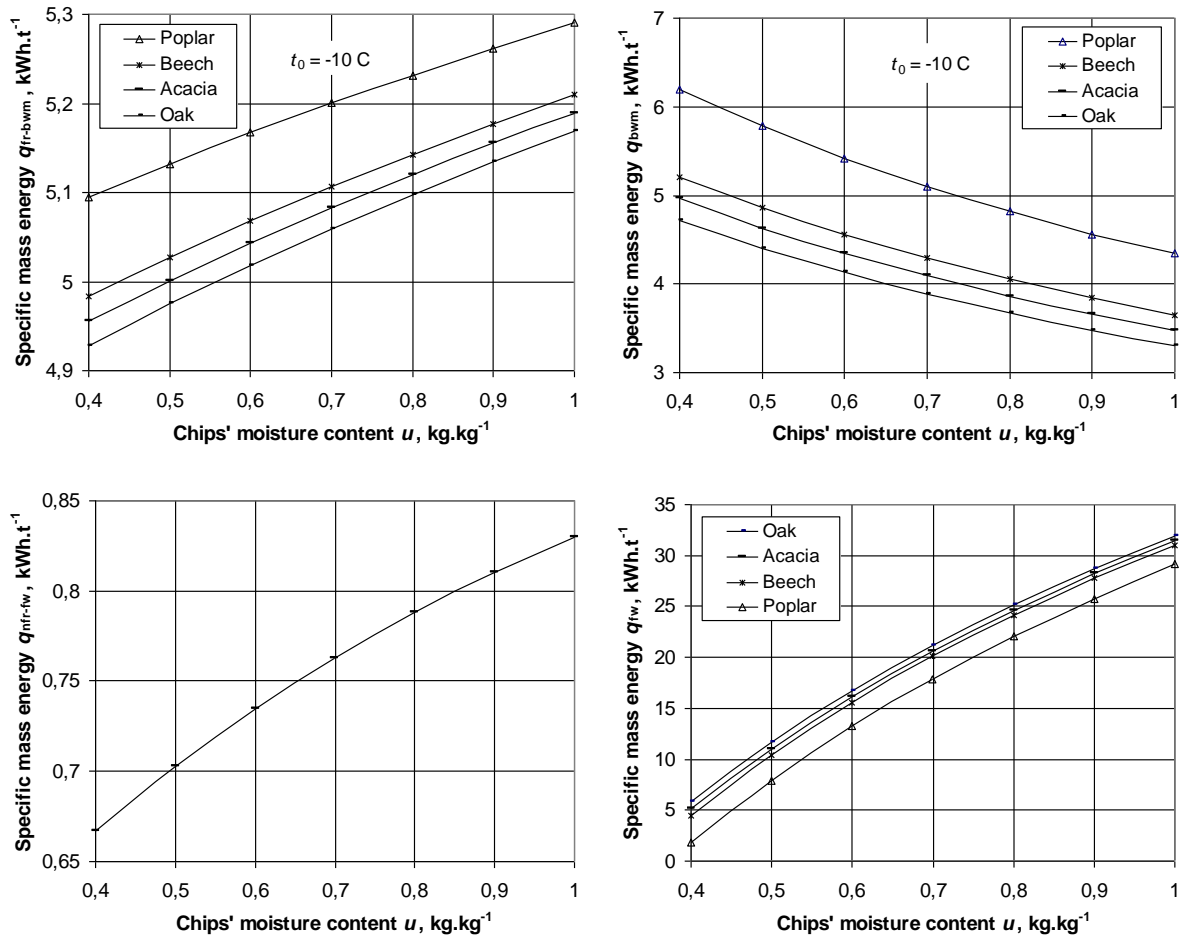 Specific mass energy qfr-bwm , kWh.t-1
5,3
5,2
5,1
5
4,9
Poplar
Beech
Acacia
Oak
t0 = -10 C
0,4 0,5 0,6 0,7 0,8 0,9 1
Chips' moisture content u, kg.kg-1
Specific mass energy qbwm , kWh.t-1
7
6
5
4
3
t0 = -10 C
Poplar
Beech
Acacia
Oak
0,4 0,5 0,6 0,7 0,8 0,9 1
Chips' moisture content u, kg.kg-1
Specific mass energy qnfr-fw , kWh.t-1
0,85
0,8
0,75
0,7
0,65
0,4 0,5 0,6 0,7 0,8 0,9 1
Chips' moisture content u, kg.kg-1
Specific mass energy qfw , kWh.t-1
35
30
25
20
15
10
5
0
Oak
Acacia
Beech
Poplar
0,4 0,5 0,6 0,7 0,8 0,9 1
Chips' moisture content u, kg.kg-1